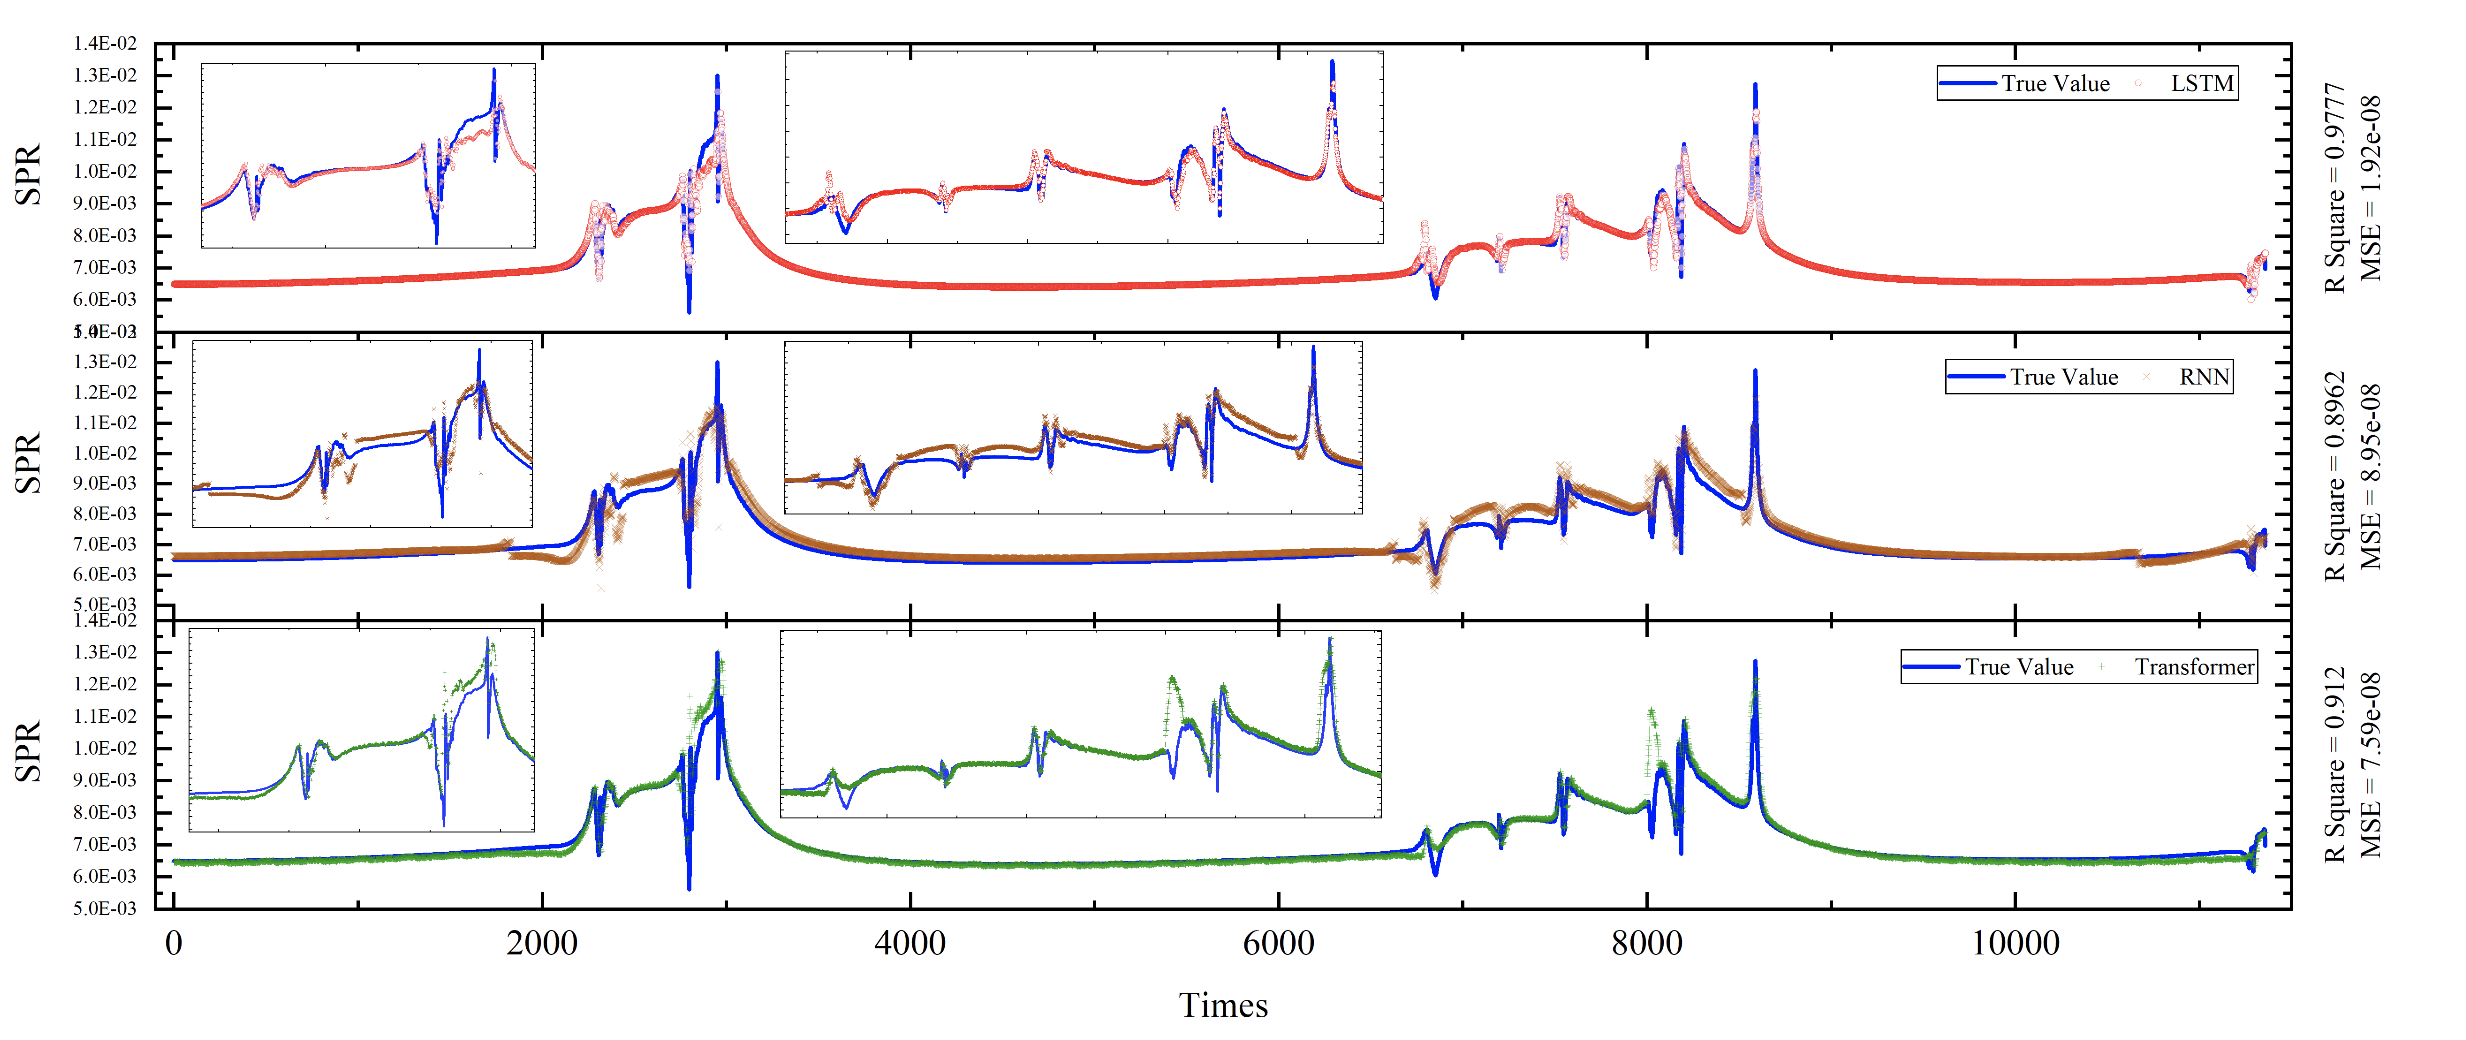 1.4E-02
1.3E-02
1.2E-02
1.1E-02
1.0E-02
9.0E-03
8.0E-03
7.0E-03
6.0E-03
SPR
True Value LSTM
R Square = 0.9777
MSE = 1.92e-08
1.3E-02
1.2E-02
1.1E-02
1.0E-02
9.0E-03
8.0E-03
7.0E-03
6.0E-03
5.0E-03
SPR
True Value RNN
R Square = 0.8962
MSE = 8.95e-08
1.4E-02
1.3E-02
1.2E-02
1.1E-02
1.0E-02
9.0E-03
8.0E-03
7.0E-03
6.0E-03
5.0E-03
SPR
True Value Transformer
R Square = 0.912
MSE = 7.59e-08
0 2000 4000 6000 8000 10000
Times